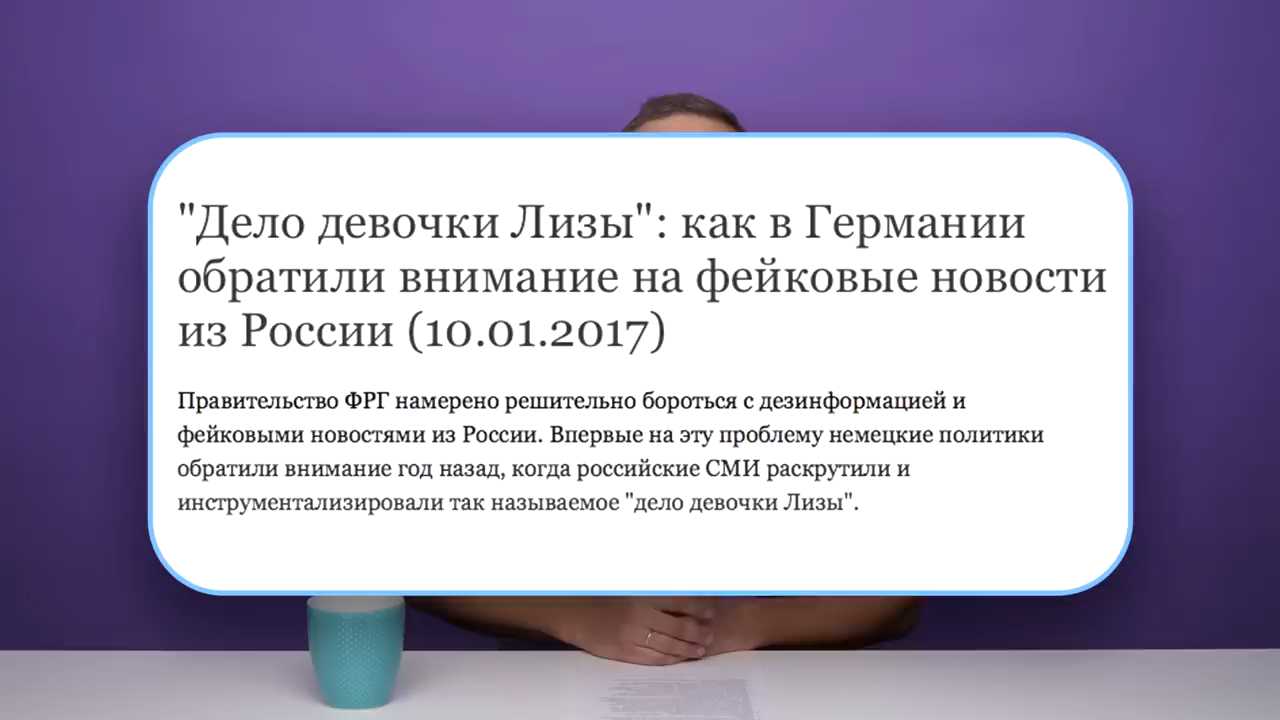 "Дело девочки Лизы": как в Германии
обратили внимание на фейковые новости
из России (10.01.2017)
Правительство ФРГ намерено решительно бороться с дезинформацией и
фейковыми новостями из России. Впервые на эту проблему немецкие политики
обратили внимание год назад, когда российские СМИ раскрутили и
инструментализировали так называемое "дело девочки Лизы".